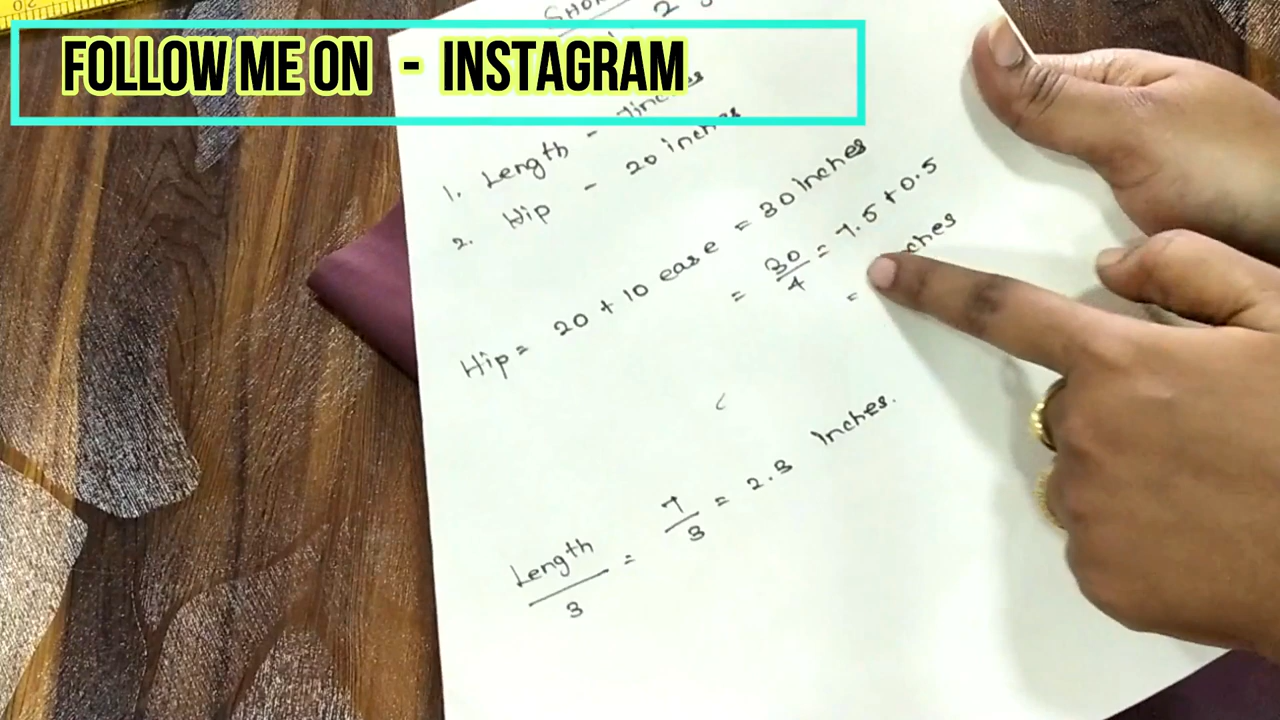 FOLLOW ME ON - INSTAGRAM
1. Length - 7inches
2. Hip - 20 inches
Hip = 20 + 10 ease = 30 Inches
= 30/4 = 7.5 + 0.5
=
Length/3 = 7/3 = 2.3 Inches.